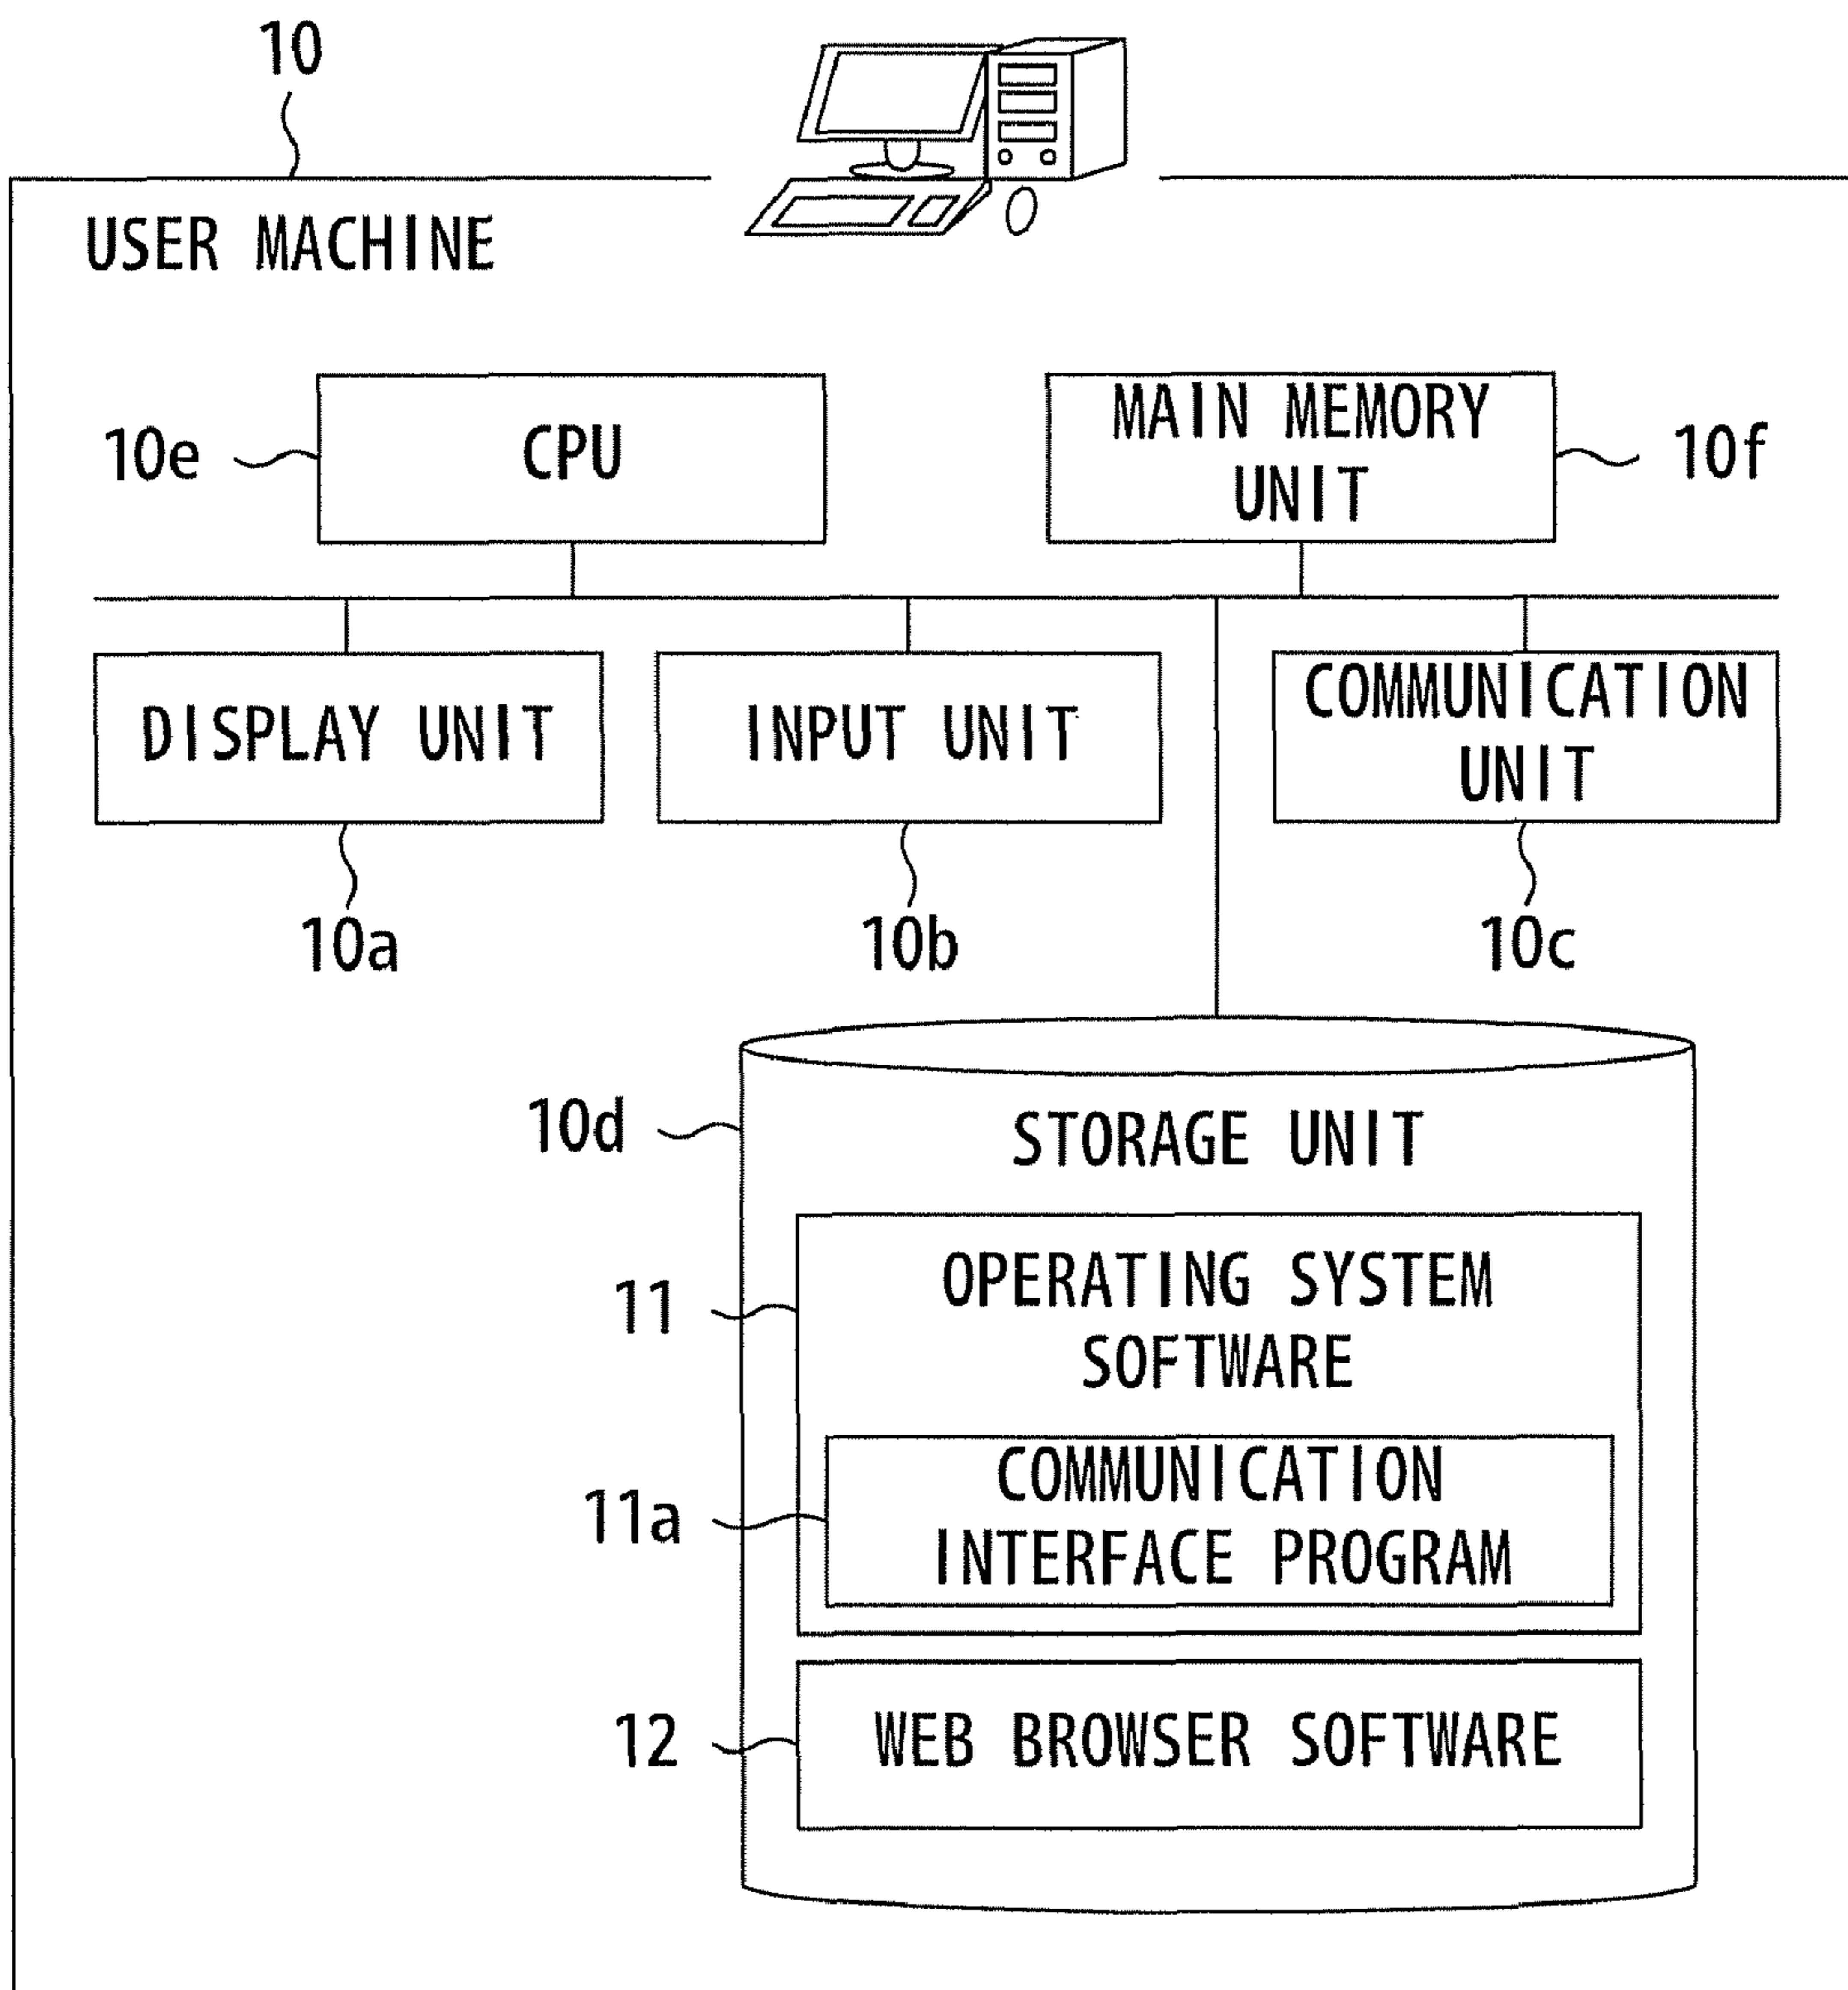 10
USER MACHINE
10e
CPU
MAIN MEMORY
UNIT
10f
DISPLAY UNIT
INPUT UNIT
COMMUNICATION
UNIT
10a
10b
10c
10d
STORAGE UNIT
11
OPERATING SYSTEM
SOFTWARE
11a
COMMUNICATION
INTERFACE PROGRAM
12
WEB BROWSER SOFTWARE